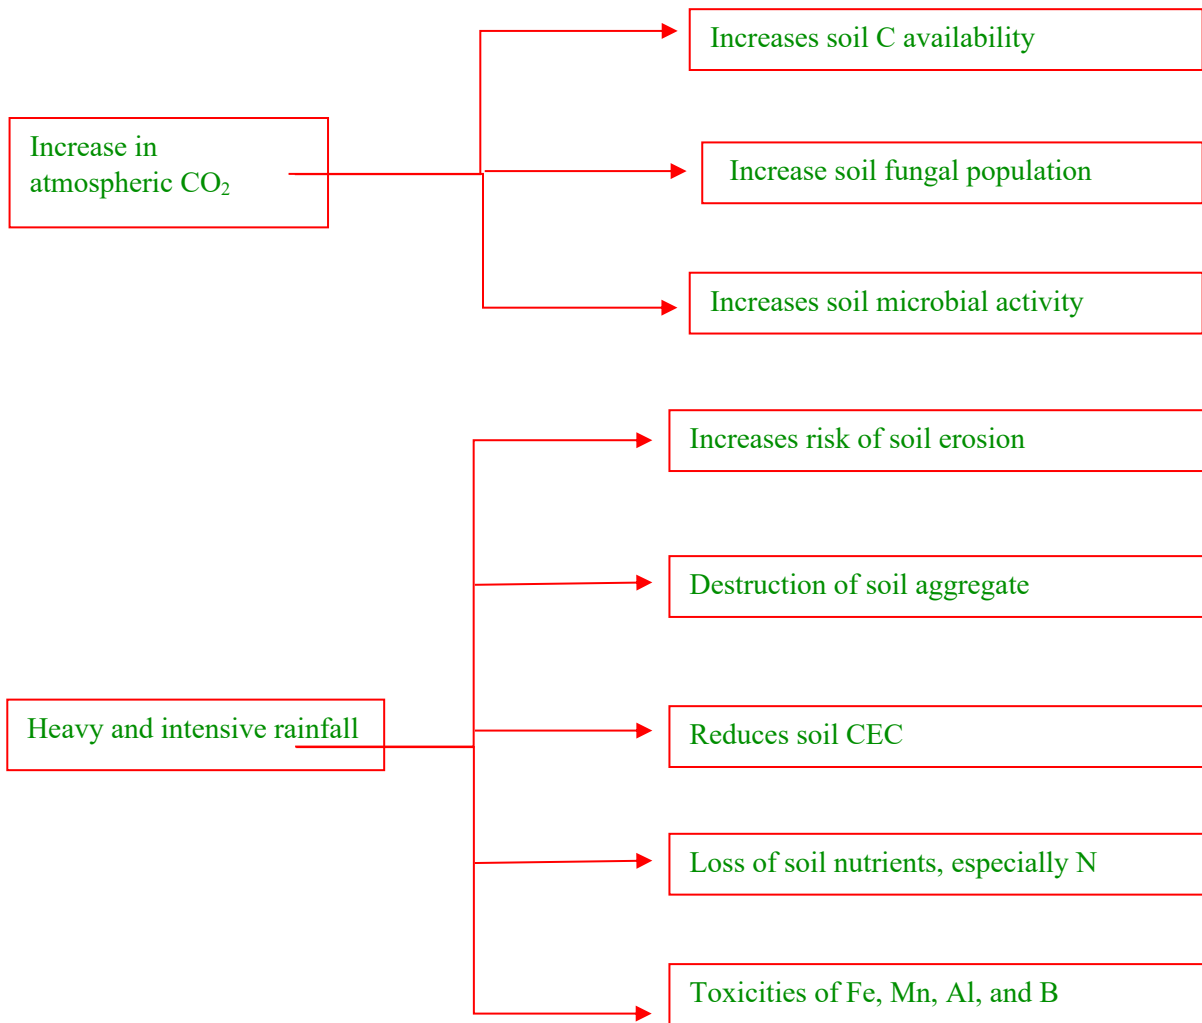 Increases soil C availability
Increase in
atmospheric CO₂
Increase soil fungal population
Increases soil microbial activity
Increases risk of soil erosion
Destruction of soil aggregate
Heavy and intensive rainfall
Reduces soil CEC
Loss of soil nutrients, especially N
Toxicities of Fe, Mn, Al, and B